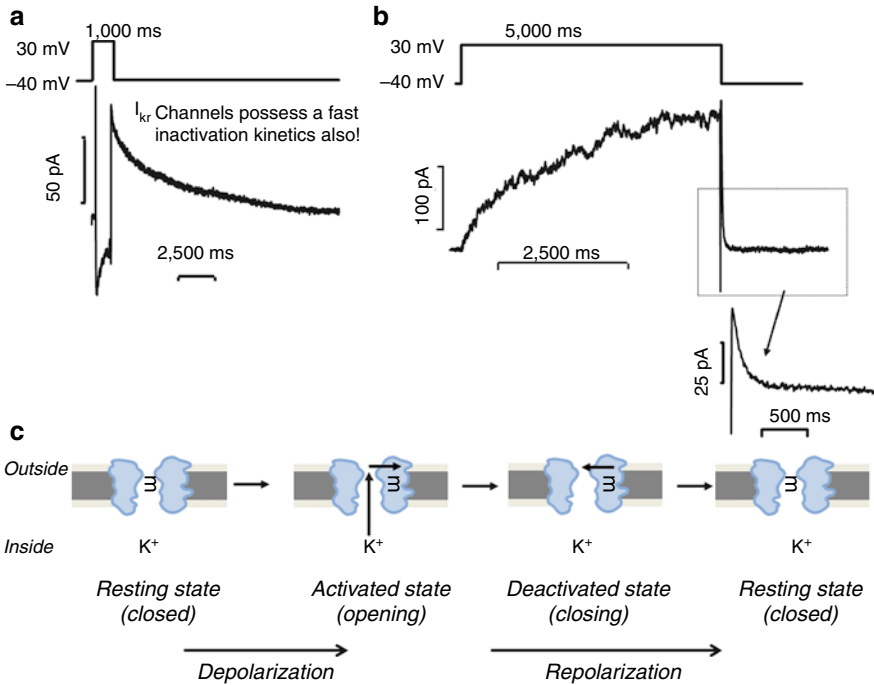 a
1,000 ms
30 mV
–40 mV
I_kr Channels possess a fast
inactivation kinetics also!
50 pA
2,500 ms
b
5,000 ms
30 mV
–40 mV
100 pA
2,500 ms
25 pA
500 ms
c
Outside
m m m m
Inside
K+ K+ K+ K+
Resting state Activated state Deactivated state Resting state
(closed) (opening) (closing) (closed)
Depolarization Repolarization